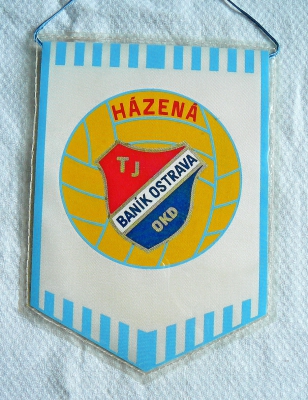 HÁZENÁ
TJ
BANÍK OSTRAVA
OKD